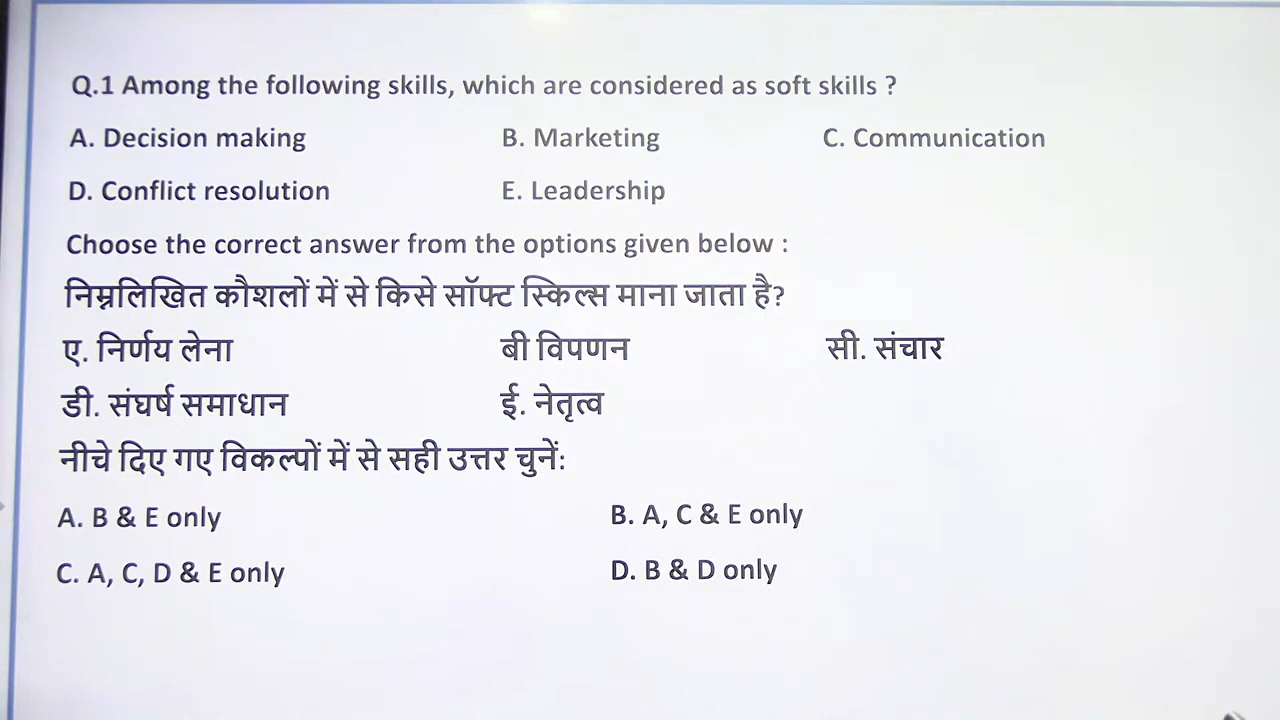 Q.1 Among the following skills, which are considered as soft skills ?
A. Decision making B. Marketing C. Communication
D. Conflict resolution E. Leadership
Choose the correct answer from the options given below :
निम्नलिखित कौशलों में से किसे सॉफ्ट स्किल्स माना जाता है?
ए. निर्णय लेना बी विपणन सी. संचार
डी. संघर्ष समाधान ई. नेतृत्व
नीचे दिए गए विकल्पों में से सही उत्तर चुनें:
A. B & E only B. A, C & E only
C. A, C, D & E only D. B & D only